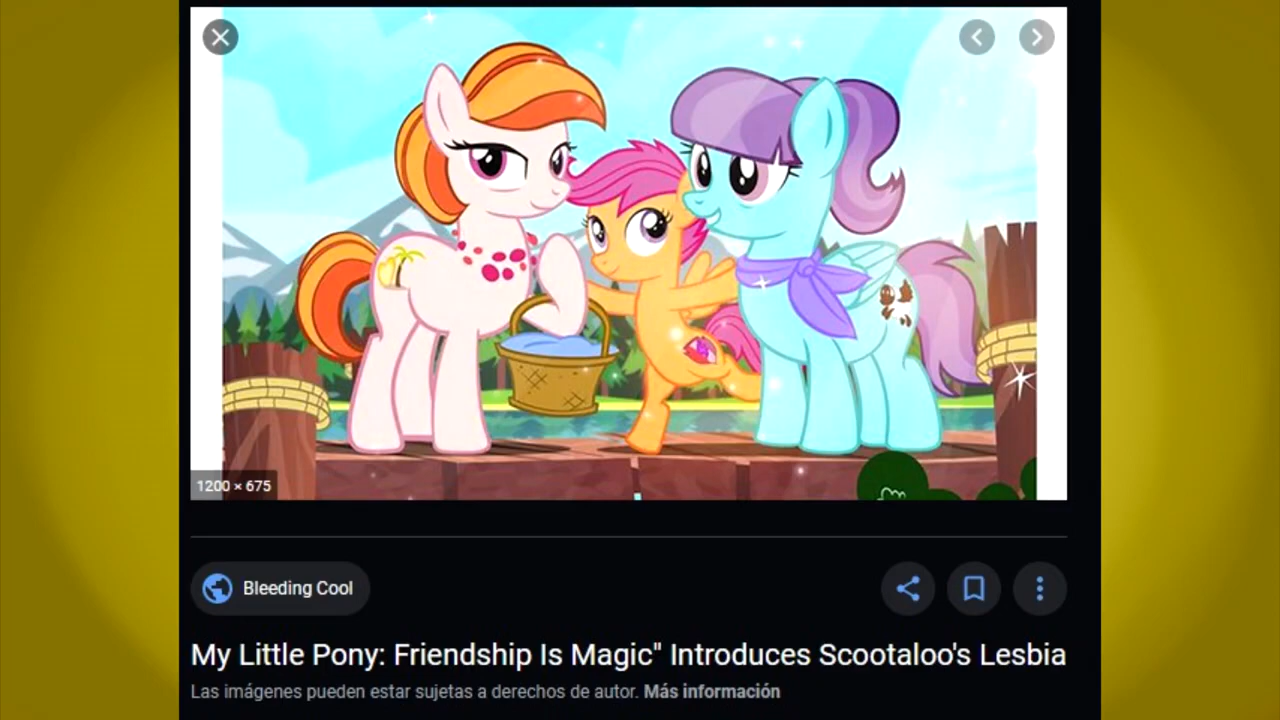 1200 × 675
Bleeding Cool
My Little Pony: Friendship Is Magic" Introduces Scootaloo's Lesbia
Las imágenes pueden estar sujetas a derechos de autor. Más información